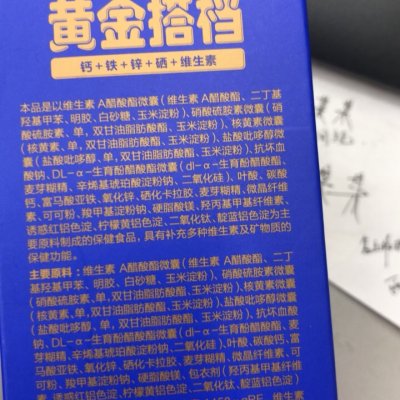 黄金搭档
钙+铁+锌+硒+维生素
本品是以维生素A醋酸酯微囊(维生素A醋酸酯、二丁基
羟基甲苯、明胶、白砂糖、玉米淀粉)、硝酸硫胺素微囊(硝
酸硫胺素、单,双甘油脂肪酸酯、玉米淀粉)、核黄素微囊
(核黄素、单,双甘油脂肪酸酯、玉米淀粉)、盐酸吡哆醇微
囊(盐酸吡哆醇、单,双甘油脂肪酸酯、玉米淀粉)、抗坏血
酸钠、DL-α-生育酚醋酸酯微囊(dl-α-生育酚醋酸酯、
麦芽糊精、辛烯基琥珀酸淀粉钠、二氧化硅)、叶酸、碳酸
钙、富马酸亚铁、氧化锌、硒化卡拉胶、麦芽糊精、微晶纤维
素、可可粉、羧甲基淀粉钠、硬脂酸镁、羟丙基甲基纤维素、
诱惑红铝色淀、柠檬黄铝色淀、二氧化钛、靛蓝铝色淀为主
要原料制成的保健食品,具有补充多种维生素及矿物质的
保健功能。
主要原料:维生素A醋酸酯微囊(维生素A醋酸酯、二丁
基羟基甲苯、明胶、白砂糖、玉米淀粉)、硝酸硫胺素微囊
(硝酸硫胺素、单,双甘油脂肪酸酯、玉米淀粉)、核黄素微囊
(核黄素、单,双甘油脂肪酸酯、玉米淀粉)、盐酸吡哆醇微囊
(盐酸吡哆醇、单,双甘油脂肪酸酯、玉米淀粉)、抗坏血酸
钠、DL-α-生育酚醋酸酯微囊(dl-α-生育酚醋酸酯、麦
芽糊精、辛烯基琥珀酸淀粉钠、二氧化硅)、叶酸、碳酸钙、富
马酸亚铁、氧化锌、硒化卡拉胶、麦芽糊精、微晶纤维素、可
可粉、羧甲基淀粉钠、硬脂酸镁、包衣剂(羟丙基甲基纤维
素、诱惑红铝色淀、柠檬黄铝色淀、二氧化钛、靛蓝铝色淀)
维生素